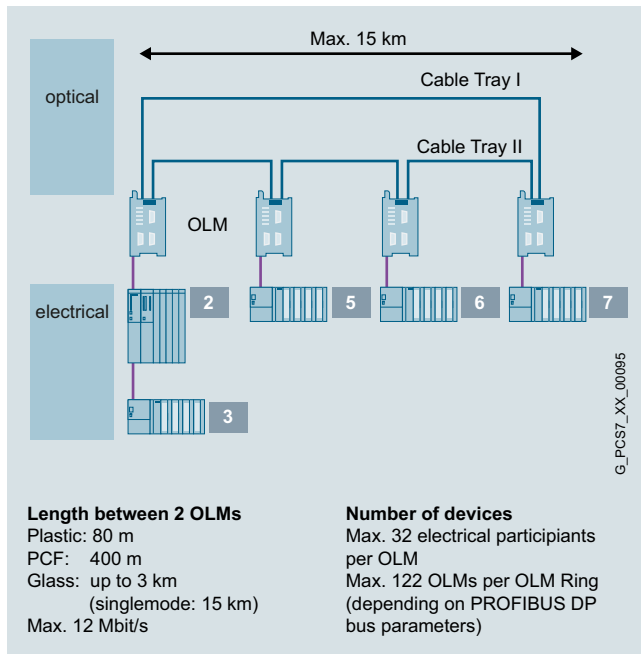 Max. 15 km
optical
Cable Tray I
Cable Tray II
OLM
electrical
2
5
6
7
3
G_PCS7_XX_00095
Length between 2 OLMs
Plastic: 80 m
PCF: 400 m
Glass: up to 3 km
(singlemode: 15 km)
Max. 12 Mbit/s
Number of devices
Max. 32 electrical participiants
per OLM
Max. 122 OLMs per OLM Ring
(depending on PROFIBUS DP
bus parameters)